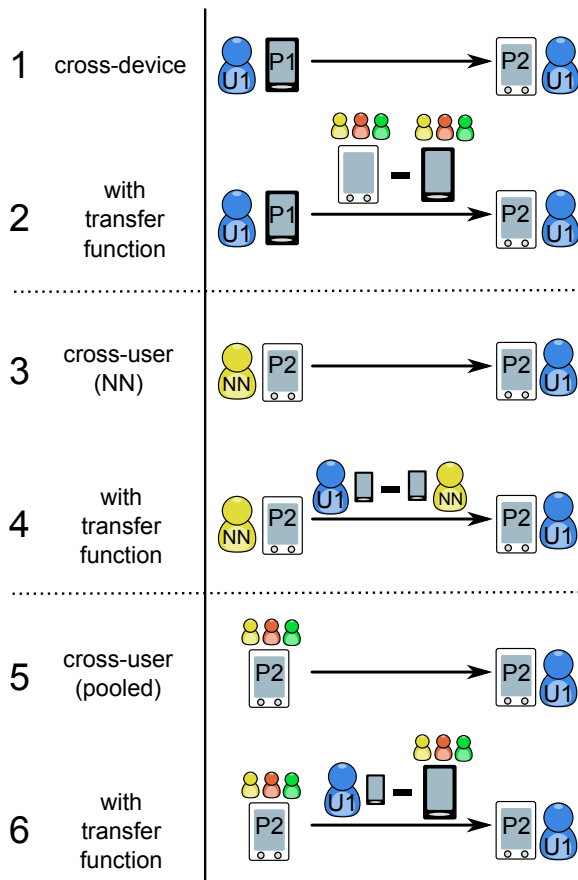 1 cross-device U1 P1 P2 U1
2 with transfer function U1 P1 P2 U1
3 cross-user (NN) NN P2 P2 U1
4 with transfer function NN P2 U1 NN P2 U1
5 cross-user (pooled) P2 P2 U1
6 with transfer function P2 U1 P2 U1